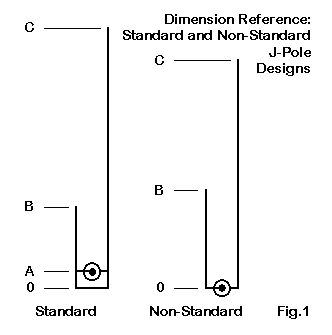 Dimension Reference:
Standard and Non-Standard
J-Pole
Designs
C
B
A
0
Standard
C
B
0
Non-Standard
Fig.1